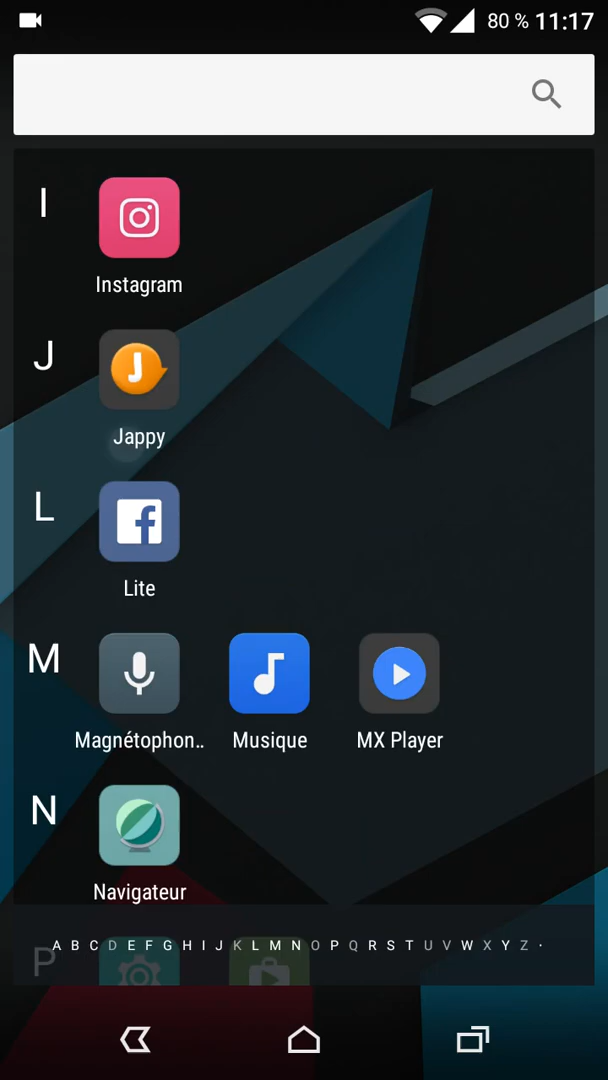 80 % 11:17
I
Instagram
J
Jappy
L
Lite
M
Magnétophon.. Musique MX Player
N
Navigateur
A B C D E F G H I J K L M N O P Q R S T U V W X Y Z ·
P